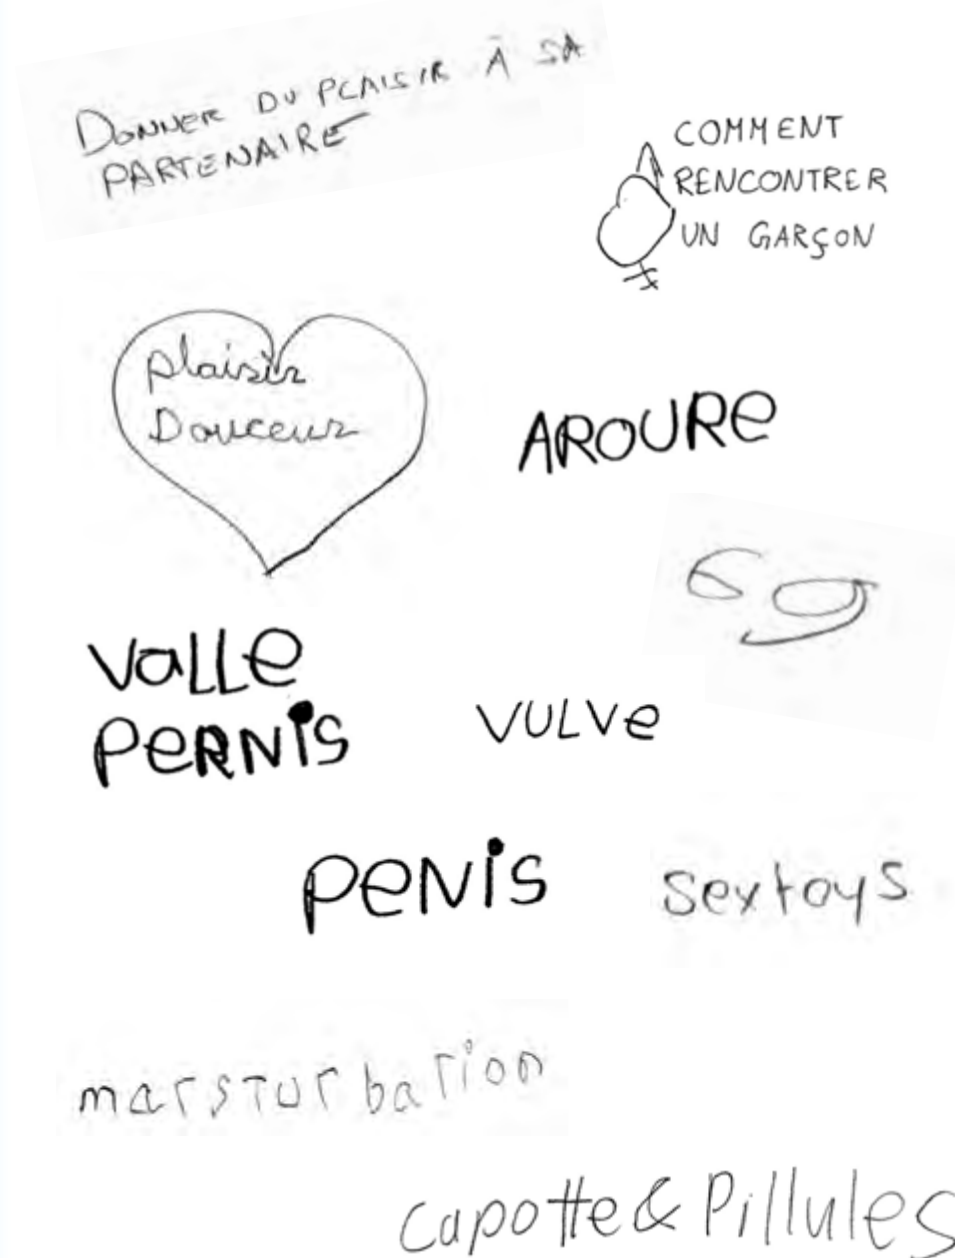 DONNER DU PLAISIR À SA
PARTENAIRE
COMMENT
RENCONTRER
UN GARÇON
plaisir
Douceur
AROURE
69
VALLE
PERNIS
VULVE
PENIS
Sextoys
marsturbation
Capotte & Pillules